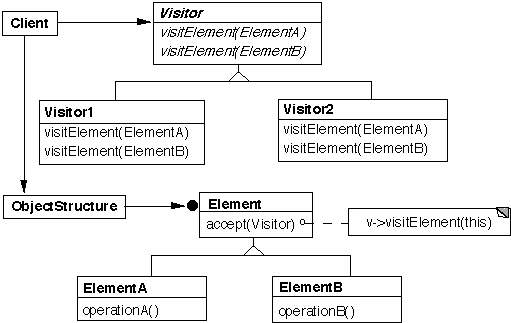 Client
Visitor
visitElement(ElementA)
visitElement(ElementB)
Visitor1
visitElement(ElementA)
visitElement(ElementB)
Visitor2
visitElement(ElementA)
visitElement(ElementB)
ObjectStructure
Element
accept(Visitor)
v->visitElement(this)
ElementA
operationA()
ElementB
operationB()